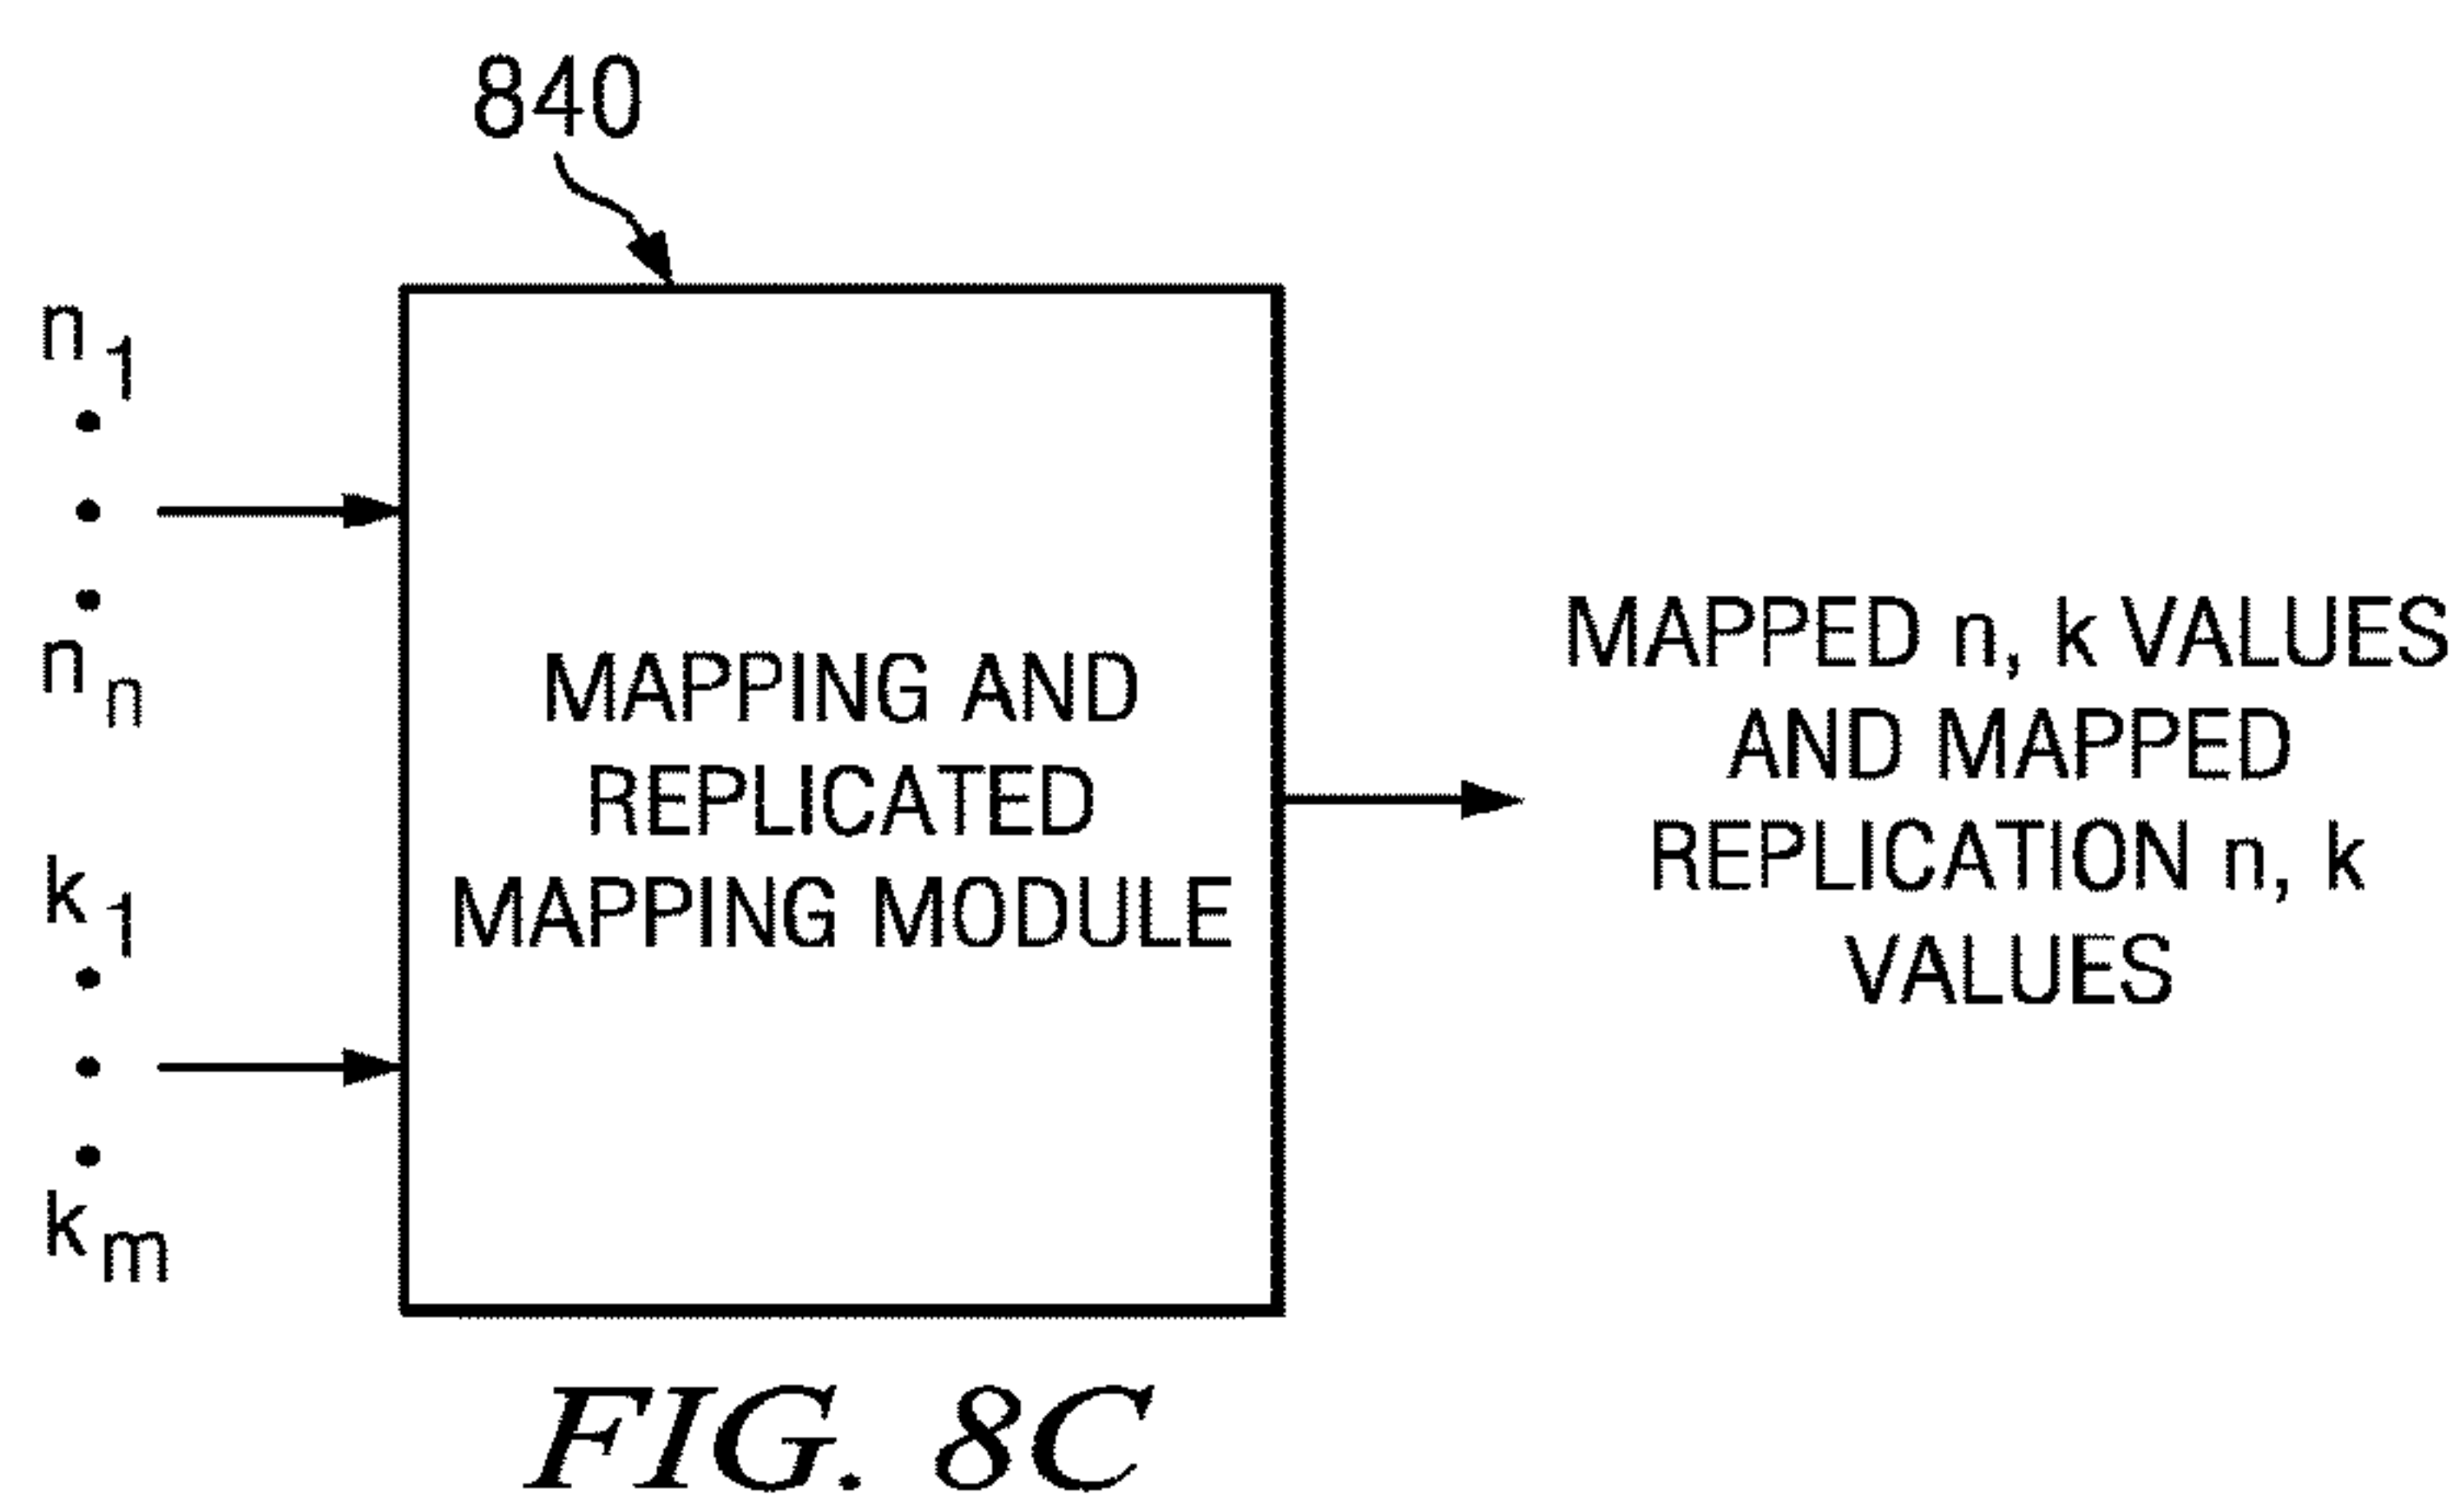 840
n₁
nₙ
k₁
kₘ
MAPPING AND
REPLICATED
MAPPING MODULE
MAPPED n, k VALUES
AND MAPPED
REPLICATION n, k
VALUES
FIG. 8C